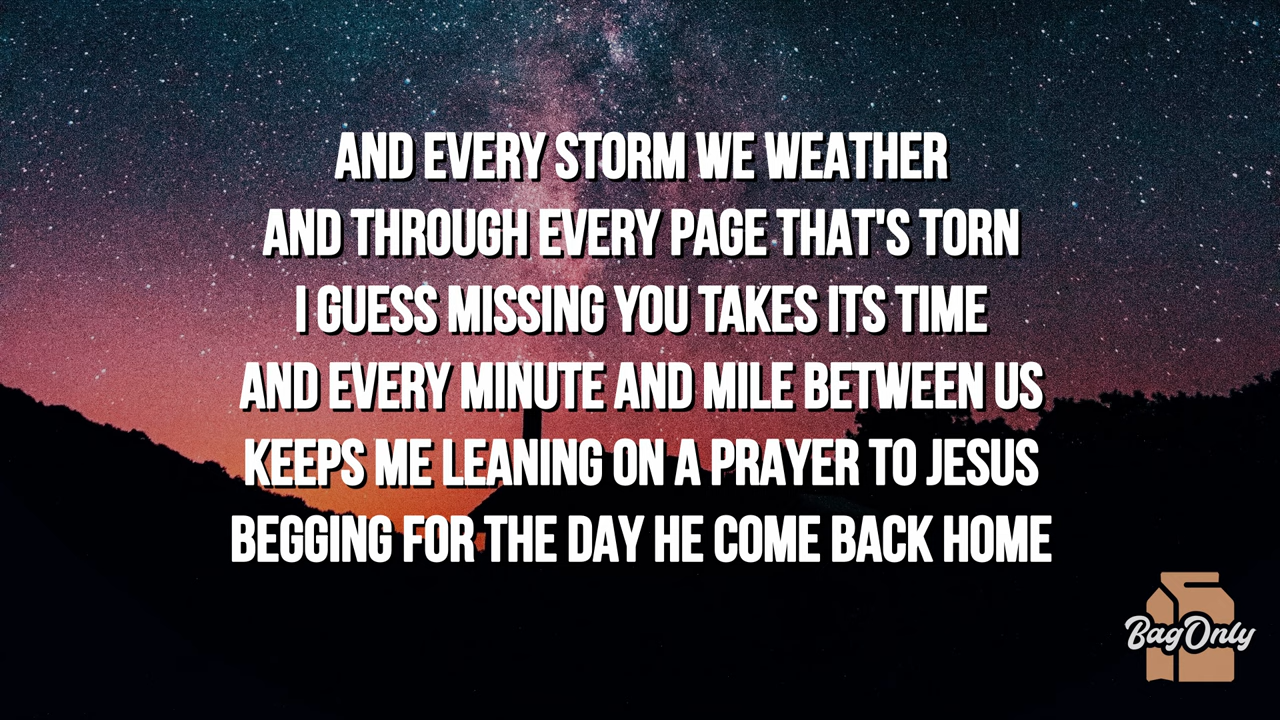 AND EVERY STORM WE WEATHER
AND THROUGH EVERY PAGE THAT'S TORN
I GUESS MISSING YOU TAKES ITS TIME
AND EVERY MINUTE AND MILE BETWEEN US
KEEPS ME LEANING ON A PRAYER TO JESUS
BEGGING FOR THE DAY HE COME BACK HOME
BagOnly